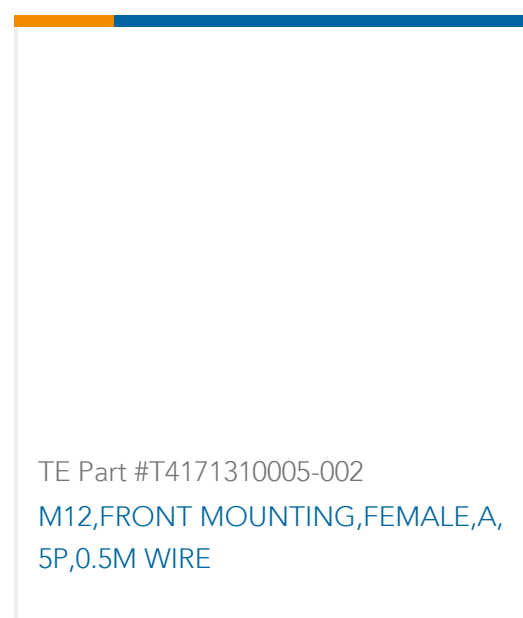 TE Part #T4171310005-002
M12,FRONT MOUNTING,FEMALE,A,
5P,0.5M WIRE